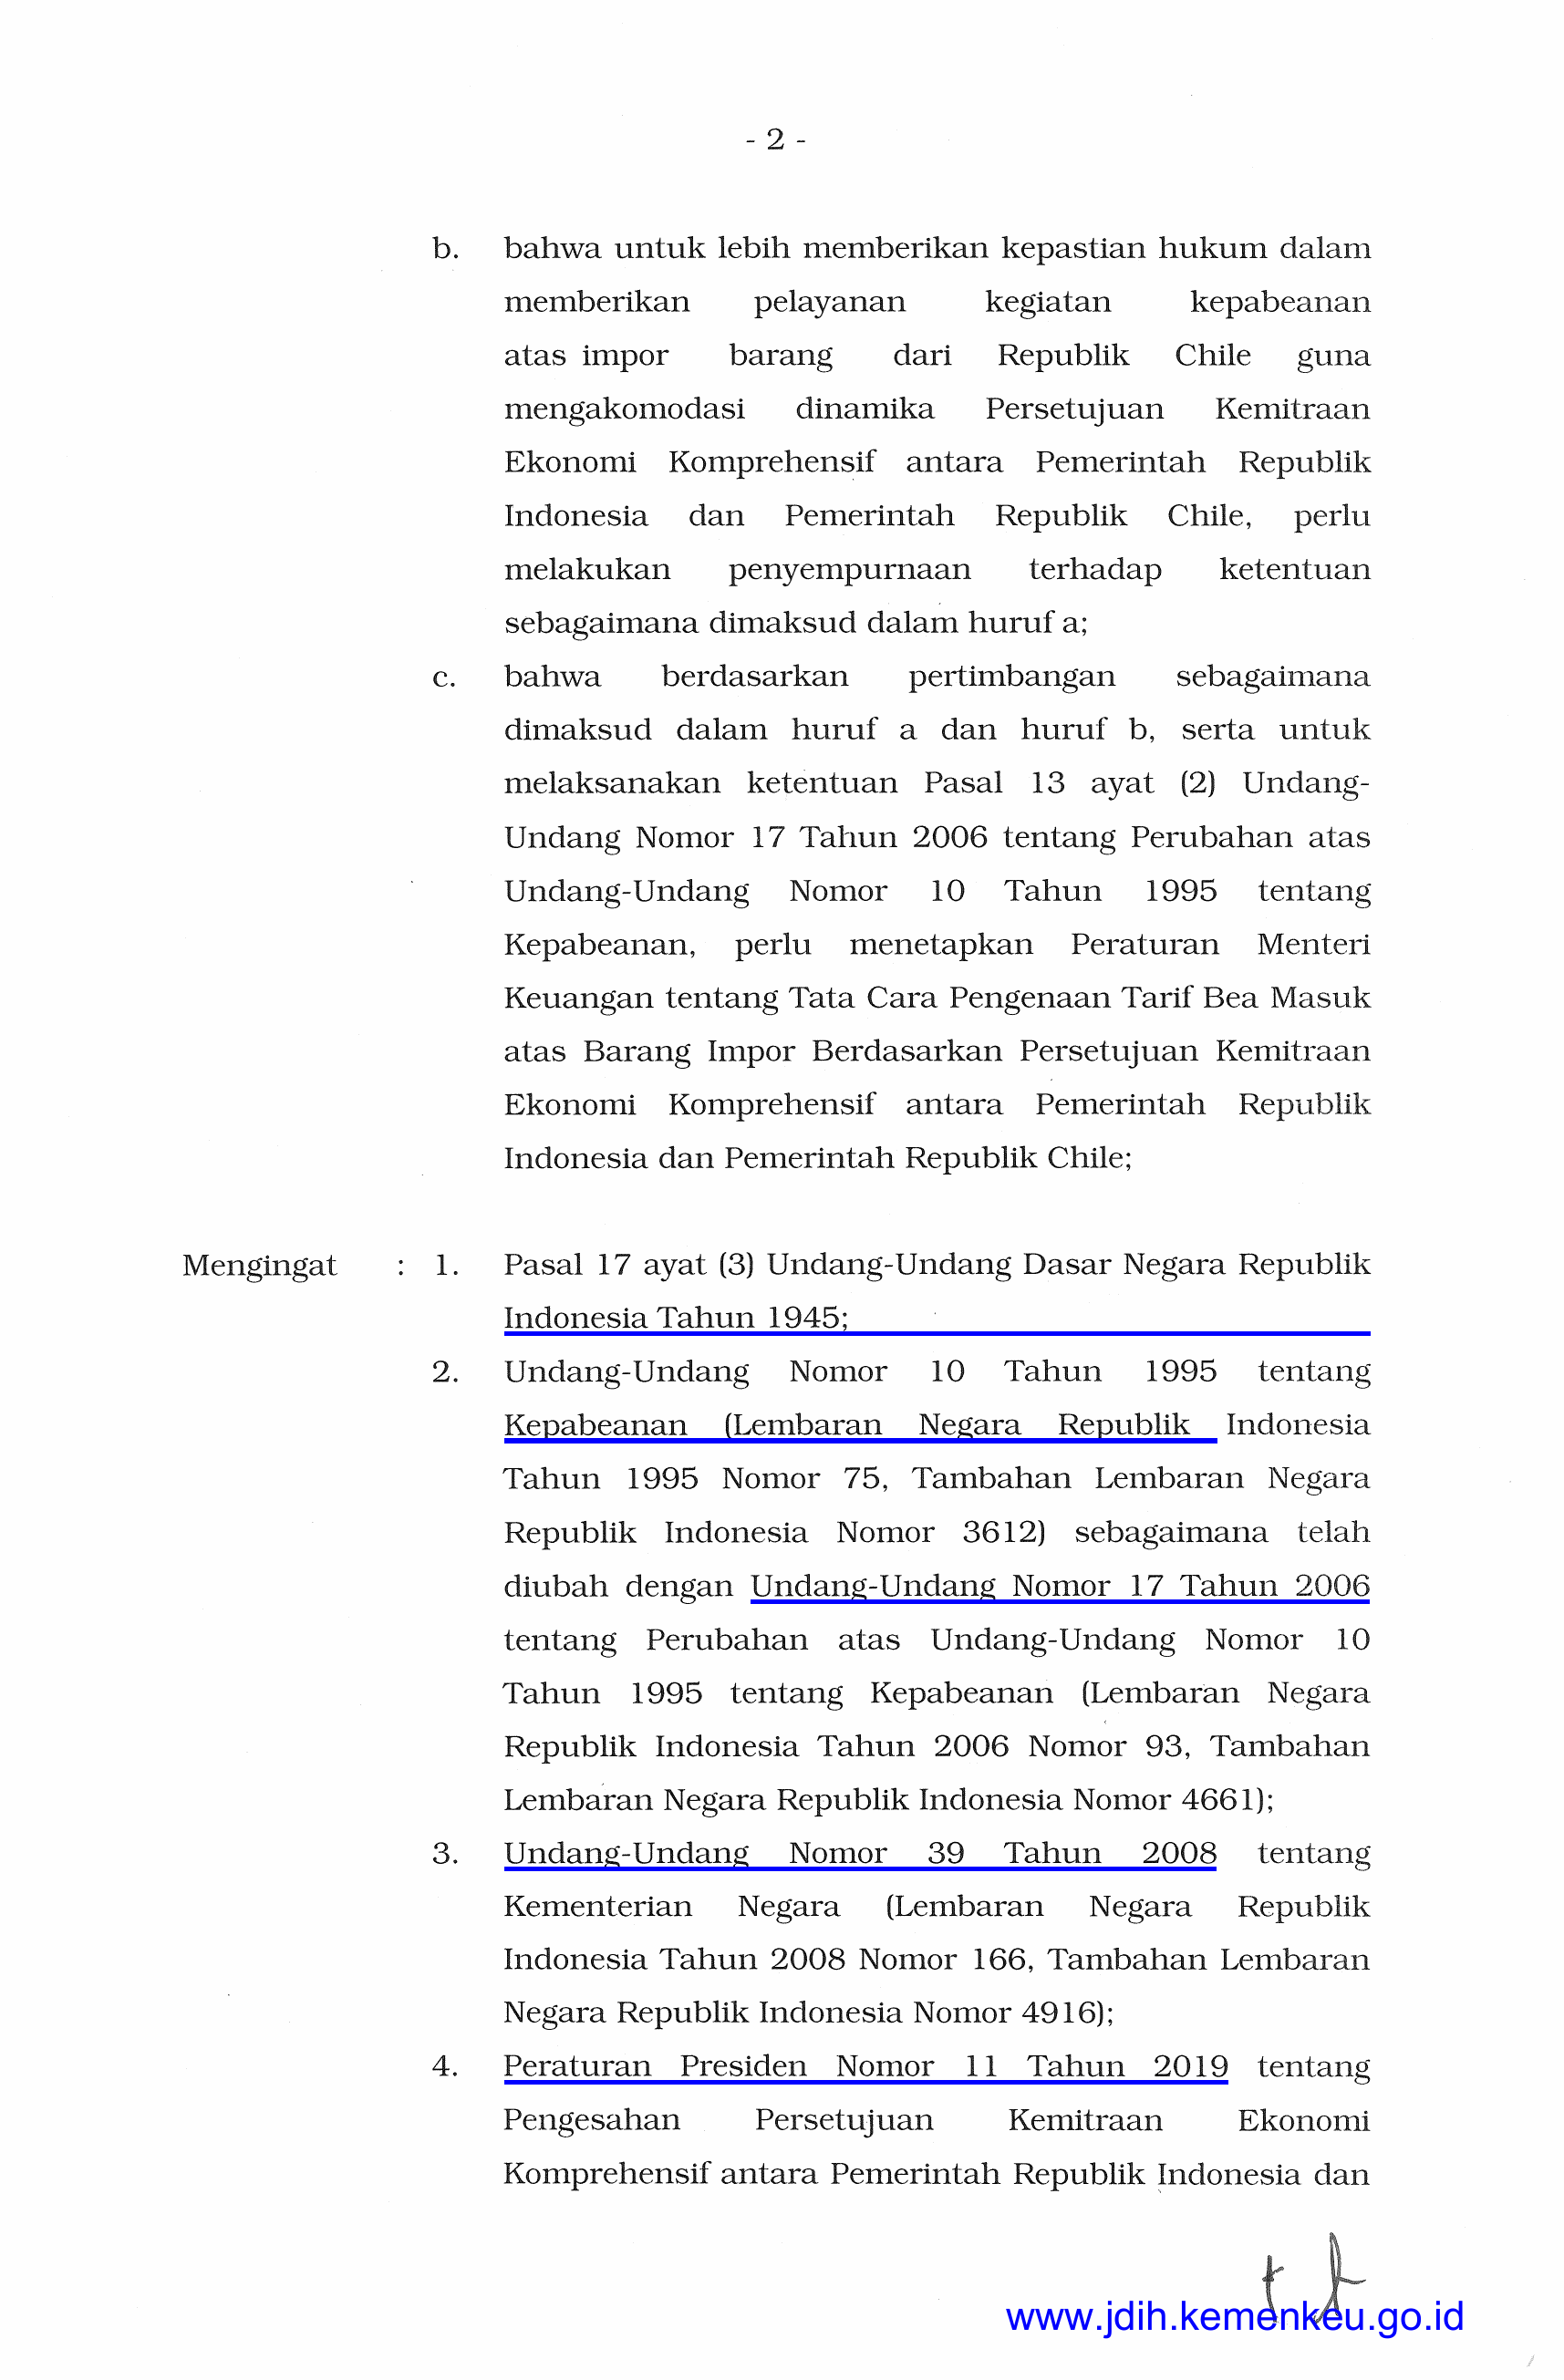 - 2 -
b. bahwa untuk lebih memberikan kepastian hukum dalam
memberikan pelayanan kegiatan kepabeanan
atas impor barang dari Republik Chile guna
mengakomodasi dinamika Persetujuan Kemitraan
Ekonomi Komprehensif antara Pemerintah Republik
Indonesia dan Pemerintah Republik Chile, perlu
melakukan penyempurnaan terhadap ketentuan
sebagaimana dimaksud dalam huruf a;
c. bahwa berdasarkan pertimbangan sebagaimana
dimaksud dalam huruf a dan huruf b, serta untuk
melaksanakan ketentuan Pasal 13 ayat (2) Undang-
Undang Nomor 17 Tahun 2006 tentang Perubahan atas
Undang-Undang Nomor 10 Tahun 1995 tentang
Kepabeanan, perlu menetapkan Peraturan Menteri
Keuangan tentang Tata Cara Pengenaan Tarif Bea Masuk
atas Barang Impor Berdasarkan Persetujuan Kemitraan
Ekonomi Komprehensif antara Pemerintah Republik
Indonesia dan Pemerintah Republik Chile;
Mengingat : 1. Pasal 17 ayat (3) Undang-Undang Dasar Negara Republik
Indonesia Tahun 1945;
2. Undang-Undang Nomor 10 Tahun 1995 tentang
Kepabeanan (Lembaran Negara Republik Indonesia
Tahun 1995 Nomor 75, Tambahan Lembaran Negara
Republik Indonesia Nomor 3612) sebagaimana telah
diubah dengan Undang-Undang Nomor 17 Tahun 2006
tentang Perubahan atas Undang-Undang Nomor 10
Tahun 1995 tentang Kepabeanan (Lembaran Negara
Republik Indonesia Tahun 2006 Nomor 93, Tambahan
Lembaran Negara Republik Indonesia Nomor 4661);
3. Undang-Undang Nomor 39 Tahun 2008 tentang
Kementerian Negara (Lembaran Negara Republik
Indonesia Tahun 2008 Nomor 166, Tambahan Lembaran
Negara Republik Indonesia Nomor 4916);
4. Peraturan Presiden Nomor 11 Tahun 2019 tentang
Pengesahan Persetujuan Kemitraan Ekonomi
Komprehensif antara Pemerintah Republik Indonesia dan
www.jdih.kemenkeu.go.id